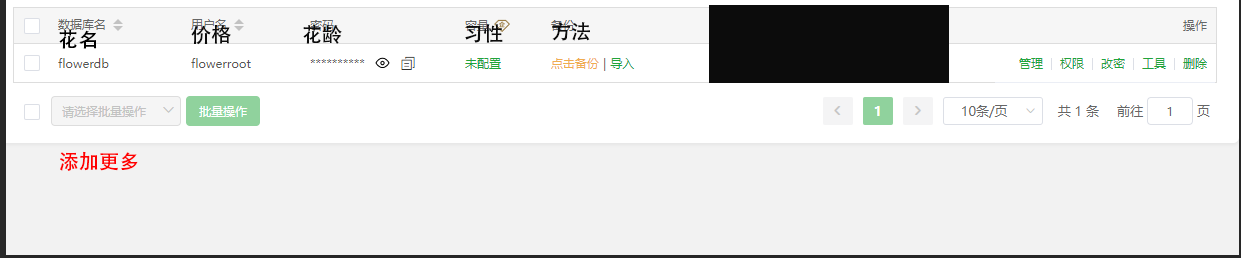 数据库名 用户名 密码 容量 备份 操作
花名 价格 花龄 习性 方法
flowerdb flowerroot ********** 未配置 点击备份 | 导入 管理 | 权限 | 改密 | 工具 | 删除
请选择批量操作 批量操作 1 10条/页 共 1 条 前往 1 页
添加更多